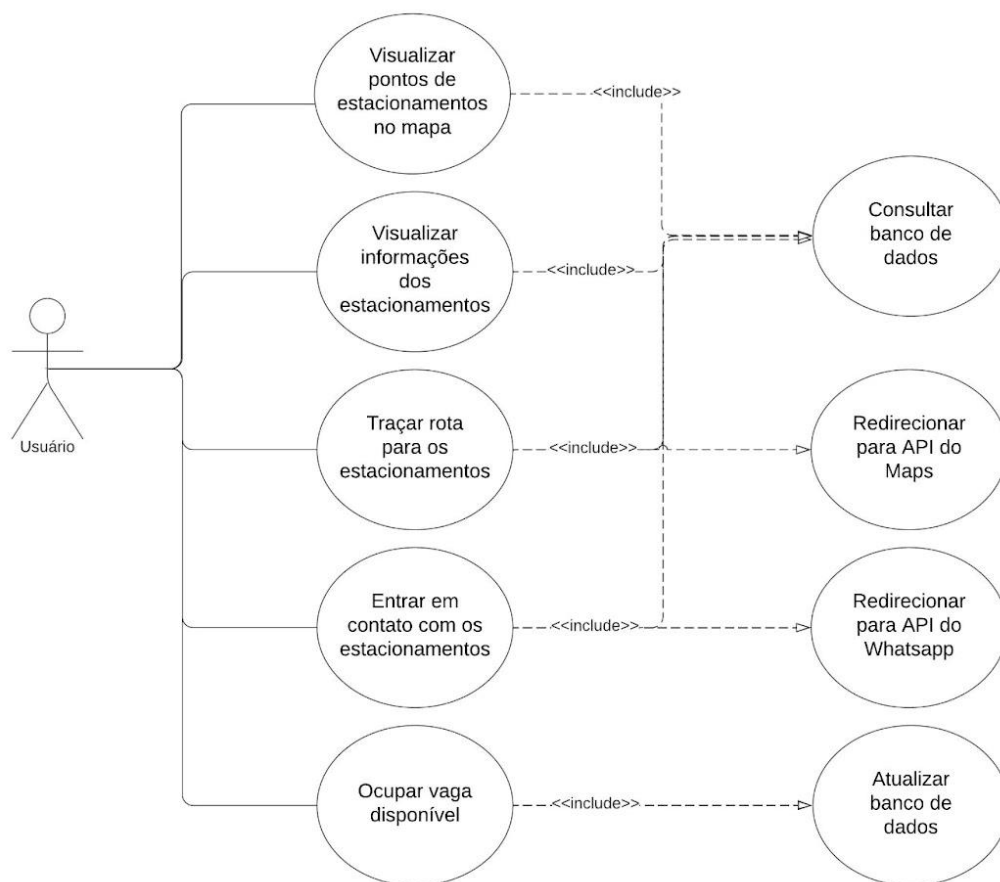 Visualizar
pontos de
estacionamentos
no mapa
<<include>>
Consultar
banco de
dados
Visualizar
informações
dos
estacionamentos
<<include>>
Usuário
Traçar rota
para os
estacionamentos
<<include>>
Redirecionar
para API do
Maps
Entrar em
contato com os
estacionamentos
<<include>>
Redirecionar
para API do
Whatsapp
Ocupar vaga
disponível
<<include>>
Atualizar
banco de
dados